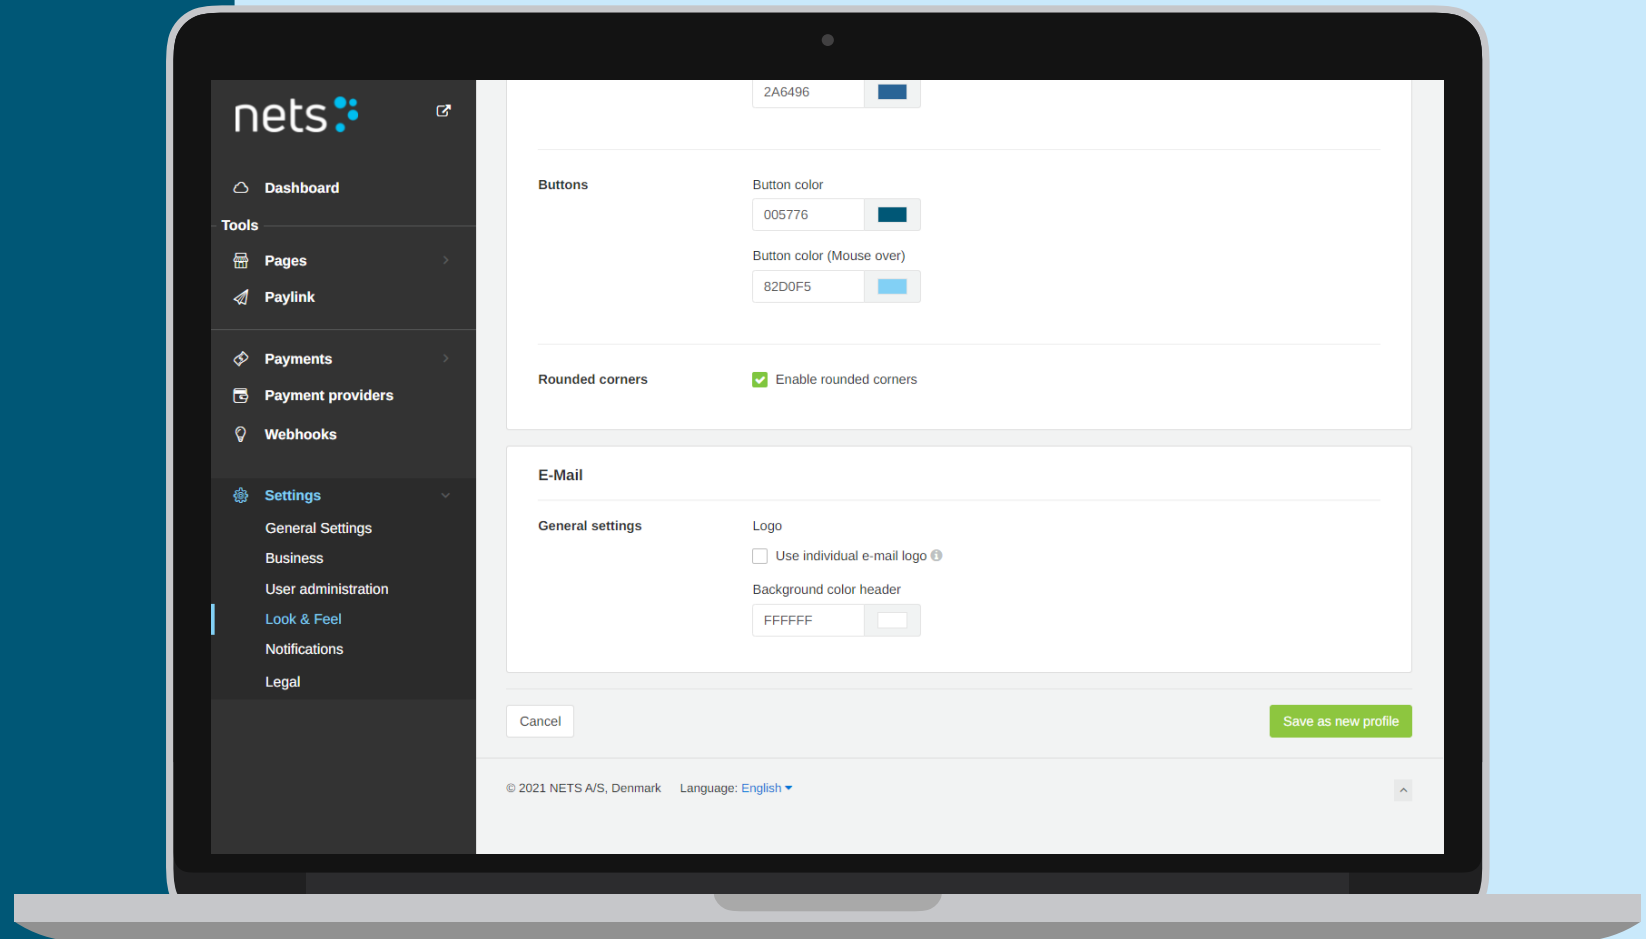 nets
Dashboard
Tools
Pages
Paylink
Payments
Payment providers
Webhooks
Settings
General Settings
Business
User administration
Look & Feel
Notifications
Legal
2A6496
Buttons
Button color
005776
Button color (Mouse over)
82D0F5
Rounded corners
Enable rounded corners
E-Mail
General settings
Logo
Use individual e-mail logo
Background color header
FFFFFF
Cancel
Save as new profile
© 2021 NETS A/S, Denmark Language: English